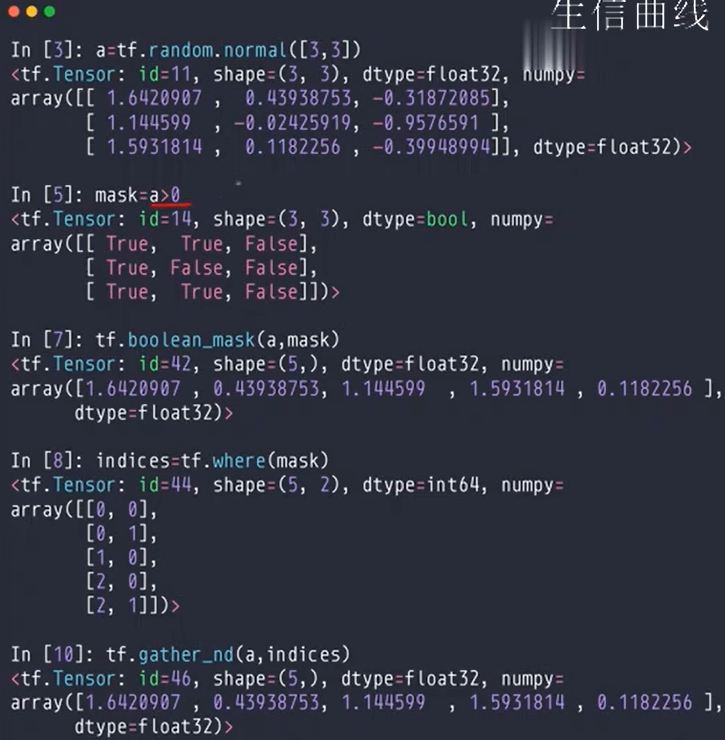 生信曲线
In [3]: a=tf.random.normal([3,3])
<tf.Tensor: id=11, shape=(3, 3), dtype=float32, numpy=
array([[ 1.6420907 ,  0.43938753, -0.31872085],
       [ 1.144599  , -0.02425919, -0.9576591 ],
       [ 1.5931814 ,  0.1182256 , -0.39948994]], dtype=float32)>
In [5]: mask=a>0
<tf.Tensor: id=14, shape=(3, 3), dtype=bool, numpy=
array([[ True,  True, False],
       [ True, False, False],
       [ True,  True, False]])>
In [7]: tf.boolean_mask(a,mask)
<tf.Tensor: id=42, shape=(5,), dtype=float32, numpy=
array([1.6420907 , 0.43938753, 1.144599  , 1.5931814 , 0.1182256 ],
      dtype=float32)>
In [8]: indices=tf.where(mask)
<tf.Tensor: id=44, shape=(5, 2), dtype=int64, numpy=
array([[0, 0],
       [0, 1],
       [1, 0],
       [2, 0],
       [2, 1]])>
In [10]: tf.gather_nd(a,indices)
<tf.Tensor: id=46, shape=(5,), dtype=float32, numpy=
array([1.6420907 , 0.43938753, 1.144599  , 1.5931814 , 0.1182256 ],
      dtype=float32)>